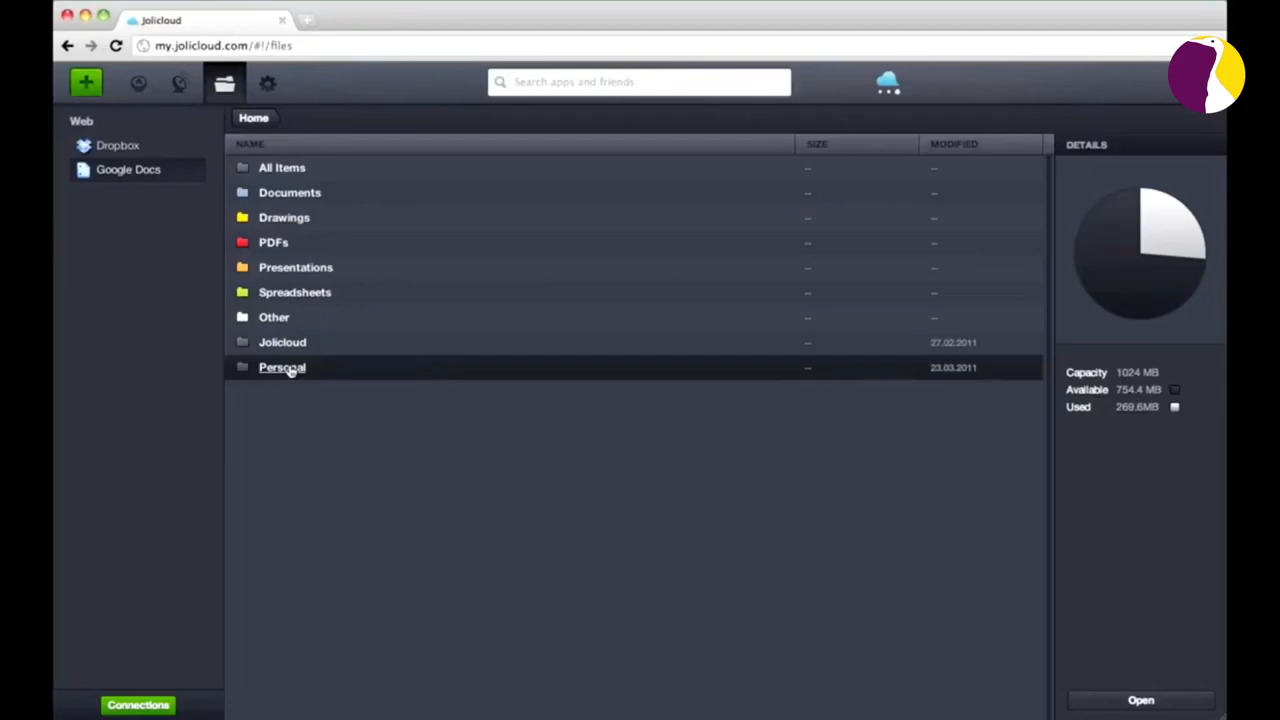 Jolicloud
my.jolicloud.com/#!/files
Search apps and friends
Web
Dropbox
Google Docs
Connections
Home
NAME SIZE MODIFIED
All Items -- --
Documents -- --
Drawings -- --
PDFs -- --
Presentations -- --
Spreadsheets -- --
Other -- --
Jolicloud -- 27.02.2011
Personal -- 23.03.2011
DETAILS
Capacity 1024 MB
Available 754.4 MB
Used 269.6MB
Open